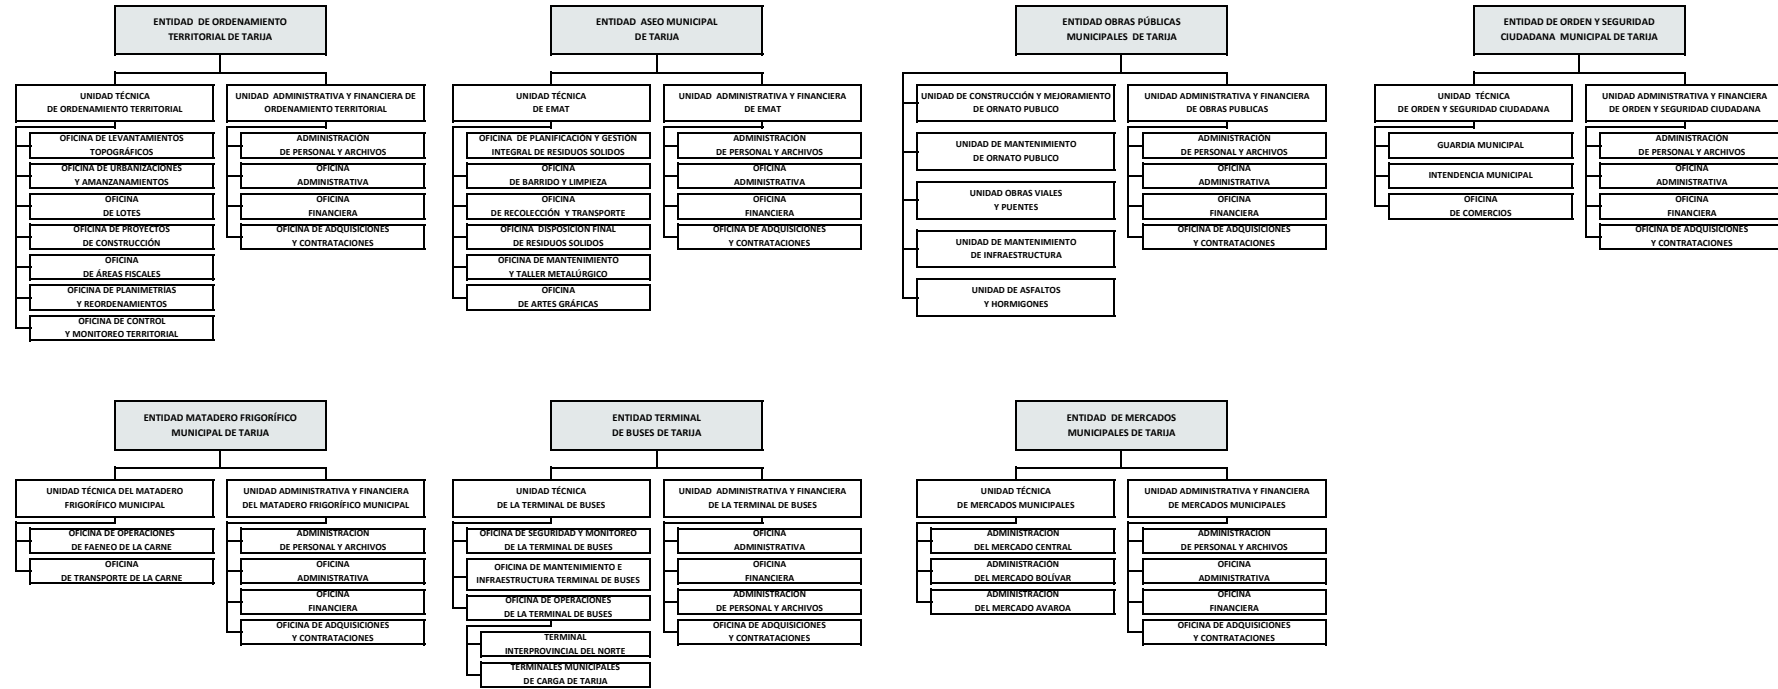 ENTIDAD DE ORDENAMIENTO
TERRITORIAL DE TARIJA
UNIDAD TÉCNICA
DE ORDENAMIENTO TERRITORIAL
OFICINA DE LEVANTAMIENTOS
TOPOGRÁFICOS
OFICINA DE URBANIZACIONES
Y AMANZANAMIENTOS
OFICINA
DE LOTES
OFICINA DE PROYECTOS
DE CONSTRUCCIÓN
OFICINA
DE ÁREAS FISCALES
OFICINA DE PLANIMETRÍAS
Y REORDENAMIENTOS
OFICINA DE CONTROL
Y MONITOREO TERRITORIAL
UNIDAD ADMINISTRATIVA Y FINANCIERA DE
ORDENAMIENTO TERRITORIAL
ADMINISTRACIÓN
DE PERSONAL Y ARCHIVOS
OFICINA
ADMINISTRATIVA
OFICINA
FINANCIERA
OFICINA DE ADQUISICIONES
Y CONTRATACIONES
ENTIDAD ASEO MUNICIPAL
DE TARIJA
UNIDAD TÉCNICA
DE EMAT
OFICINA DE PLANIFICACIÓN Y GESTIÓN
INTEGRAL DE RESIDUOS SOLIDOS
OFICINA
DE BARRIDO Y LIMPIEZA
OFICINA
DE RECOLECCIÓN Y TRANSPORTE
OFICINA DISPOSICION FINAL
DE RESIDUOS SOLIDOS
OFICINA DE MANTENIMIENTO
Y TALLER METALÚRGICO
OFICINA
DE ARTES GRÁFICAS
UNIDAD ADMINISTRATIVA Y FINANCIERA
DE EMAT
ADMINISTRACIÓN
DE PERSONAL Y ARCHIVOS
OFICINA
ADMINISTRATIVA
OFICINA
FINANCIERA
OFICINA DE ADQUISICIONES
Y CONTRATACIONES
ENTIDAD OBRAS PÚBLICAS
MUNICIPALES DE TARIJA
UNIDAD DE CONSTRUCCIÓN Y MEJORAMIENTO
DE ORNATO PUBLICO
UNIDAD DE MANTENIMIENTO
DE ORNATO PUBLICO
UNIDAD OBRAS VIALES
Y PUENTES
UNIDAD DE MANTENIMIENTO
DE INFRAESTRUCTURA
UNIDAD DE ASFALTOS
Y HORMIGONES
UNIDAD ADMINISTRATIVA Y FINANCIERA
DE OBRAS PUBLICAS
ADMINISTRACIÓN
DE PERSONAL Y ARCHIVOS
OFICINA
ADMINISTRATIVA
OFICINA
FINANCIERA
OFICINA DE ADQUISICIONES
Y CONTRATACIONES
ENTIDAD DE ORDEN Y SEGURIDAD
CIUDADANA MUNICIPAL DE TARIJA
UNIDAD TÉCNICA
DE ORDEN Y SEGURIDAD CIUDADANA
GUARDIA MUNICIPAL
INTENDENCIA MUNICIPAL
OFICINA
DE COMERCIOS
UNIDAD ADMINISTRATIVA Y FINANCIERA
DE ORDEN Y SEGURIDAD CIUDADANA
ADMINISTRACIÓN
DE PERSONAL Y ARCHIVOS
OFICINA
ADMINISTRATIVA
OFICINA
FINANCIERA
OFICINA DE ADQUISICIONES
Y CONTRATACIONES
ENTIDAD MATADERO FRIGORÍFICO
MUNICIPAL DE TARIJA
UNIDAD TÉCNICA DEL MATADERO
FRIGORÍFICO MUNICIPAL
OFICINA DE OPERACIONES
DE FAENEO DE LA CARNE
OFICINA
DE TRANSPORTE DE LA CARNE
UNIDAD ADMINISTRATIVA Y FINANCIERA
DEL MATADERO FRIGORÍFICO MUNICIPAL
ADMINISTRACIÓN
DE PERSONAL Y ARCHIVOS
OFICINA
ADMINISTRATIVA
OFICINA
FINANCIERA
OFICINA DE ADQUISICIONES
Y CONTRATACIONES
ENTIDAD TERMINAL
DE BUSES DE TARIJA
UNIDAD TÉCNICA
DE LA TERMINAL DE BUSES
OFICINA DE SEGURIDAD Y MONITOREO
DE LA TERMINAL DE BUSES
OFICINA DE MANTENIMIENTO E
INFRAESTRUCTURA TERMINAL DE BUSES
OFICINA DE OPERACIONES
DE LA TERMINAL DE BUSES
TERMINAL
INTERPROVINCIAL DEL NORTE
TERMINALES MUNICIPALES
DE CARGA DE TARIJA
UNIDAD ADMINISTRATIVA Y FINANCIERA
DE LA TERMINAL DE BUSES
OFICINA
ADMINISTRATIVA
OFICINA
FINANCIERA
ADMINISTRACIÓN
DE PERSONAL Y ARCHIVOS
OFICINA DE ADQUISICIONES
Y CONTRATACIONES
ENTIDAD DE MERCADOS
MUNICIPALES DE TARIJA
UNIDAD TÉCNICA
DE MERCADOS MUNICIPALES
ADMINISTRACIÓN
DEL MERCADO CENTRAL
ADMINISTRACIÓN
DEL MERCADO BOLÍVAR
ADMINISTRACIÓN
DEL MERCADO AVAROA
UNIDAD ADMINISTRATIVA Y FINANCIERA
DE MERCADOS MUNICIPALES
ADMINISTRACIÓN
DE PERSONAL Y ARCHIVOS
OFICINA
ADMINISTRATIVA
OFICINA
FINANCIERA
OFICINA DE ADQUISICIONES
Y CONTRATACIONES